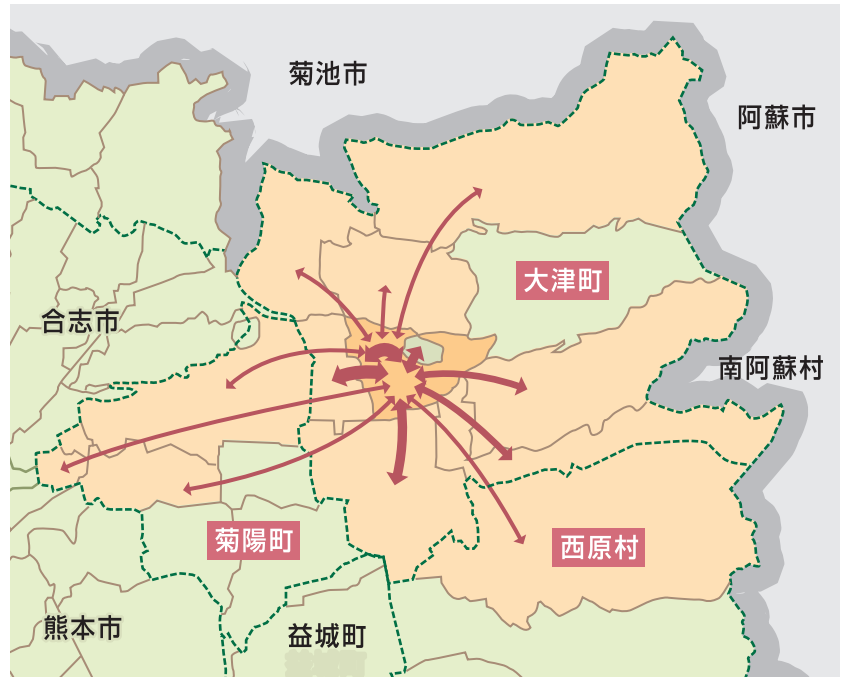 菊池市
阿蘇市
大津町
合志市
南阿蘇村
菊陽町
西原村
熊本市
益城町